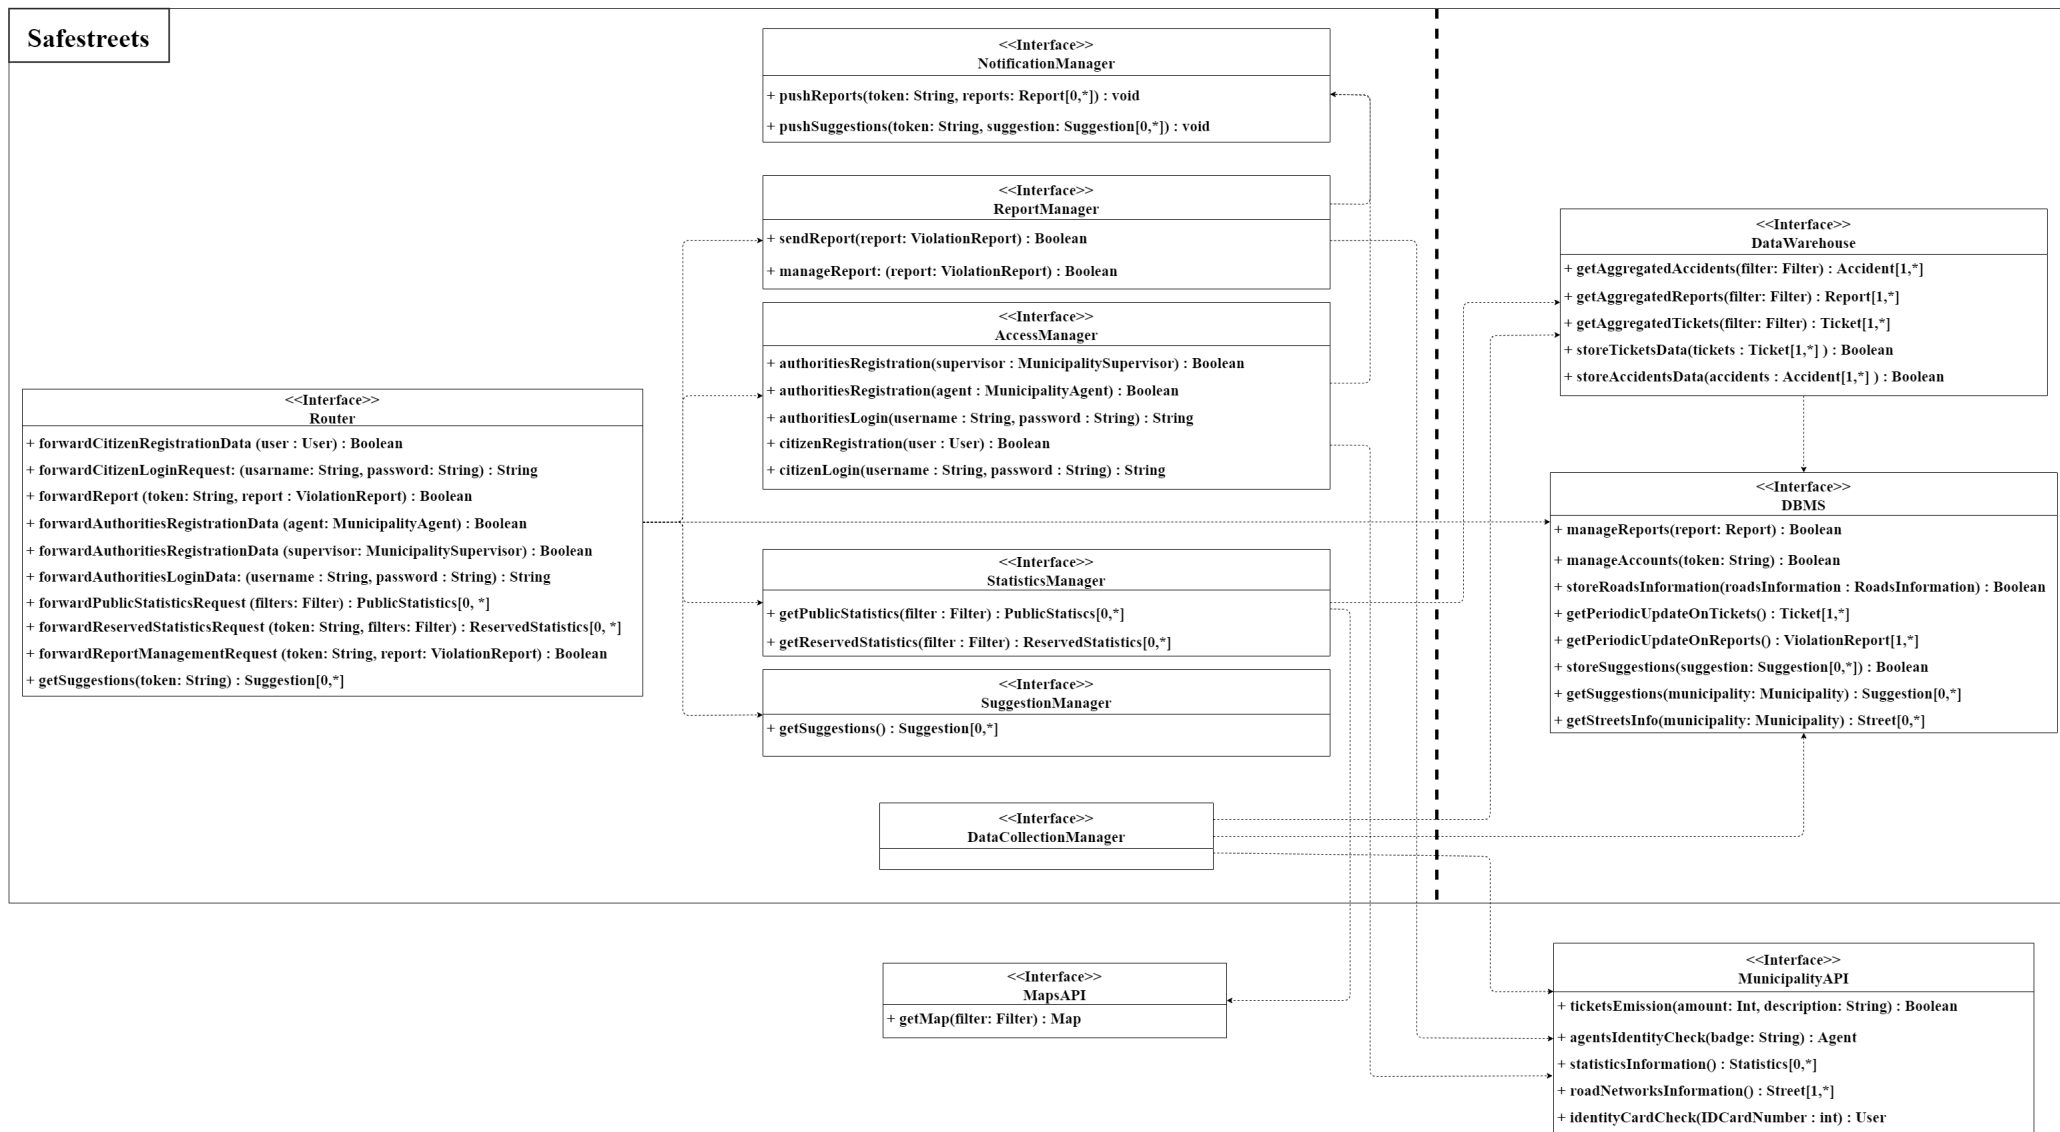 Safestreets
<<Interface>>
NotificationManager
+ pushReports(token: String, reports: Report[0,*]) : void
+ pushSuggestions(token: String, suggestion: Suggestion[0,*]) : void
<<Interface>>
ReportManager
+ sendReport(report: ViolationReport) : Boolean
+ manageReport: (report: ViolationReport) : Boolean
<<Interface>>
AccessManager
+ authoritiesRegistration(supervisor : MunicipalitySupervisor) : Boolean
+ authoritiesRegistration(agent : MunicipalityAgent) : Boolean
+ authoritiesLogin(username : String, password : String) : String
+ citizenRegistration(user : User) : Boolean
+ citizenLogin(username : String, password : String) : String
<<Interface>>
Router
+ forwardCitizenRegistrationData (user : User) : Boolean
+ forwardCitizenLoginRequest: (usarname: String, password: String) : String
+ forwardReport (token: String, report : ViolationReport) : Boolean
+ forwardAuthoritiesRegistrationData (agent: MunicipalityAgent) : Boolean
+ forwardAuthoritiesRegistrationData (supervisor: MunicipalitySupervisor) : Boolean
+ forwardAuthoritiesLoginData: (username : String, password : String) : String
+ forwardPublicStatisticsRequest (filters: Filter) : PublicStatistics[0, *]
+ forwardReservedStatisticsRequest (token: String, filters: Filter) : ReservedStatistics[0, *]
+ forwardReportManagementRequest (token: String, report: ViolationReport) : Boolean
+ getSuggestions(token: String) : Suggestion[0,*]
<<Interface>>
StatisticsManager
+ getPublicStatistics(filter : Filter) : PublicStatiscs[0,*]
+ getReservedStatistics(filter : Filter) : ReservedStatistics[0,*]
<<Interface>>
SuggestionManager
+ getSuggestions() : Suggestion[0,*]
<<Interface>>
DataCollectionManager
<<Interface>>
DataWarehouse
+ getAggregatedAccidents(filter: Filter) : Accident[1,*]
+ getAggregatedReports(filter: Filter) : Report[1,*]
+ getAggregatedTickets(filter: Filter) : Ticket[1,*]
+ storeTicketsData(tickets : Ticket[1,*] ) : Boolean
+ storeAccidentsData(accidents : Accident[1,*] ) : Boolean
<<Interface>>
DBMS
+ manageReports(report: Report) : Boolean
+ manageAccounts(token: String) : Boolean
+ storeRoadsInformation(roadsInformation : RoadsInformation) : Boolean
+ getPeriodicUpdateOnTickets() : Ticket[1,*]
+ getPeriodicUpdateOnReports() : ViolationReport[1,*]
+ storeSuggestions(suggestion: Suggestion[0,*]) : Boolean
+ getSuggestions(municipality: Municipality) : Suggestion[0,*]
+ getStreetsInfo(municipality: Municipality) : Street[0,*]
<<Interface>>
MapsAPI
+ getMap(filter: Filter) : Map
<<Interface>>
MunicipalityAPI
+ ticketsEmission(amount: Int, description: String) : Boolean
+ agentsIdentityCheck(badge: String) : Agent
+ statisticsInformation() : Statistics[0,*]
+ roadNetworksInformation() : Street[1,*]
+ identityCardCheck(IDCardNumber : int) : User